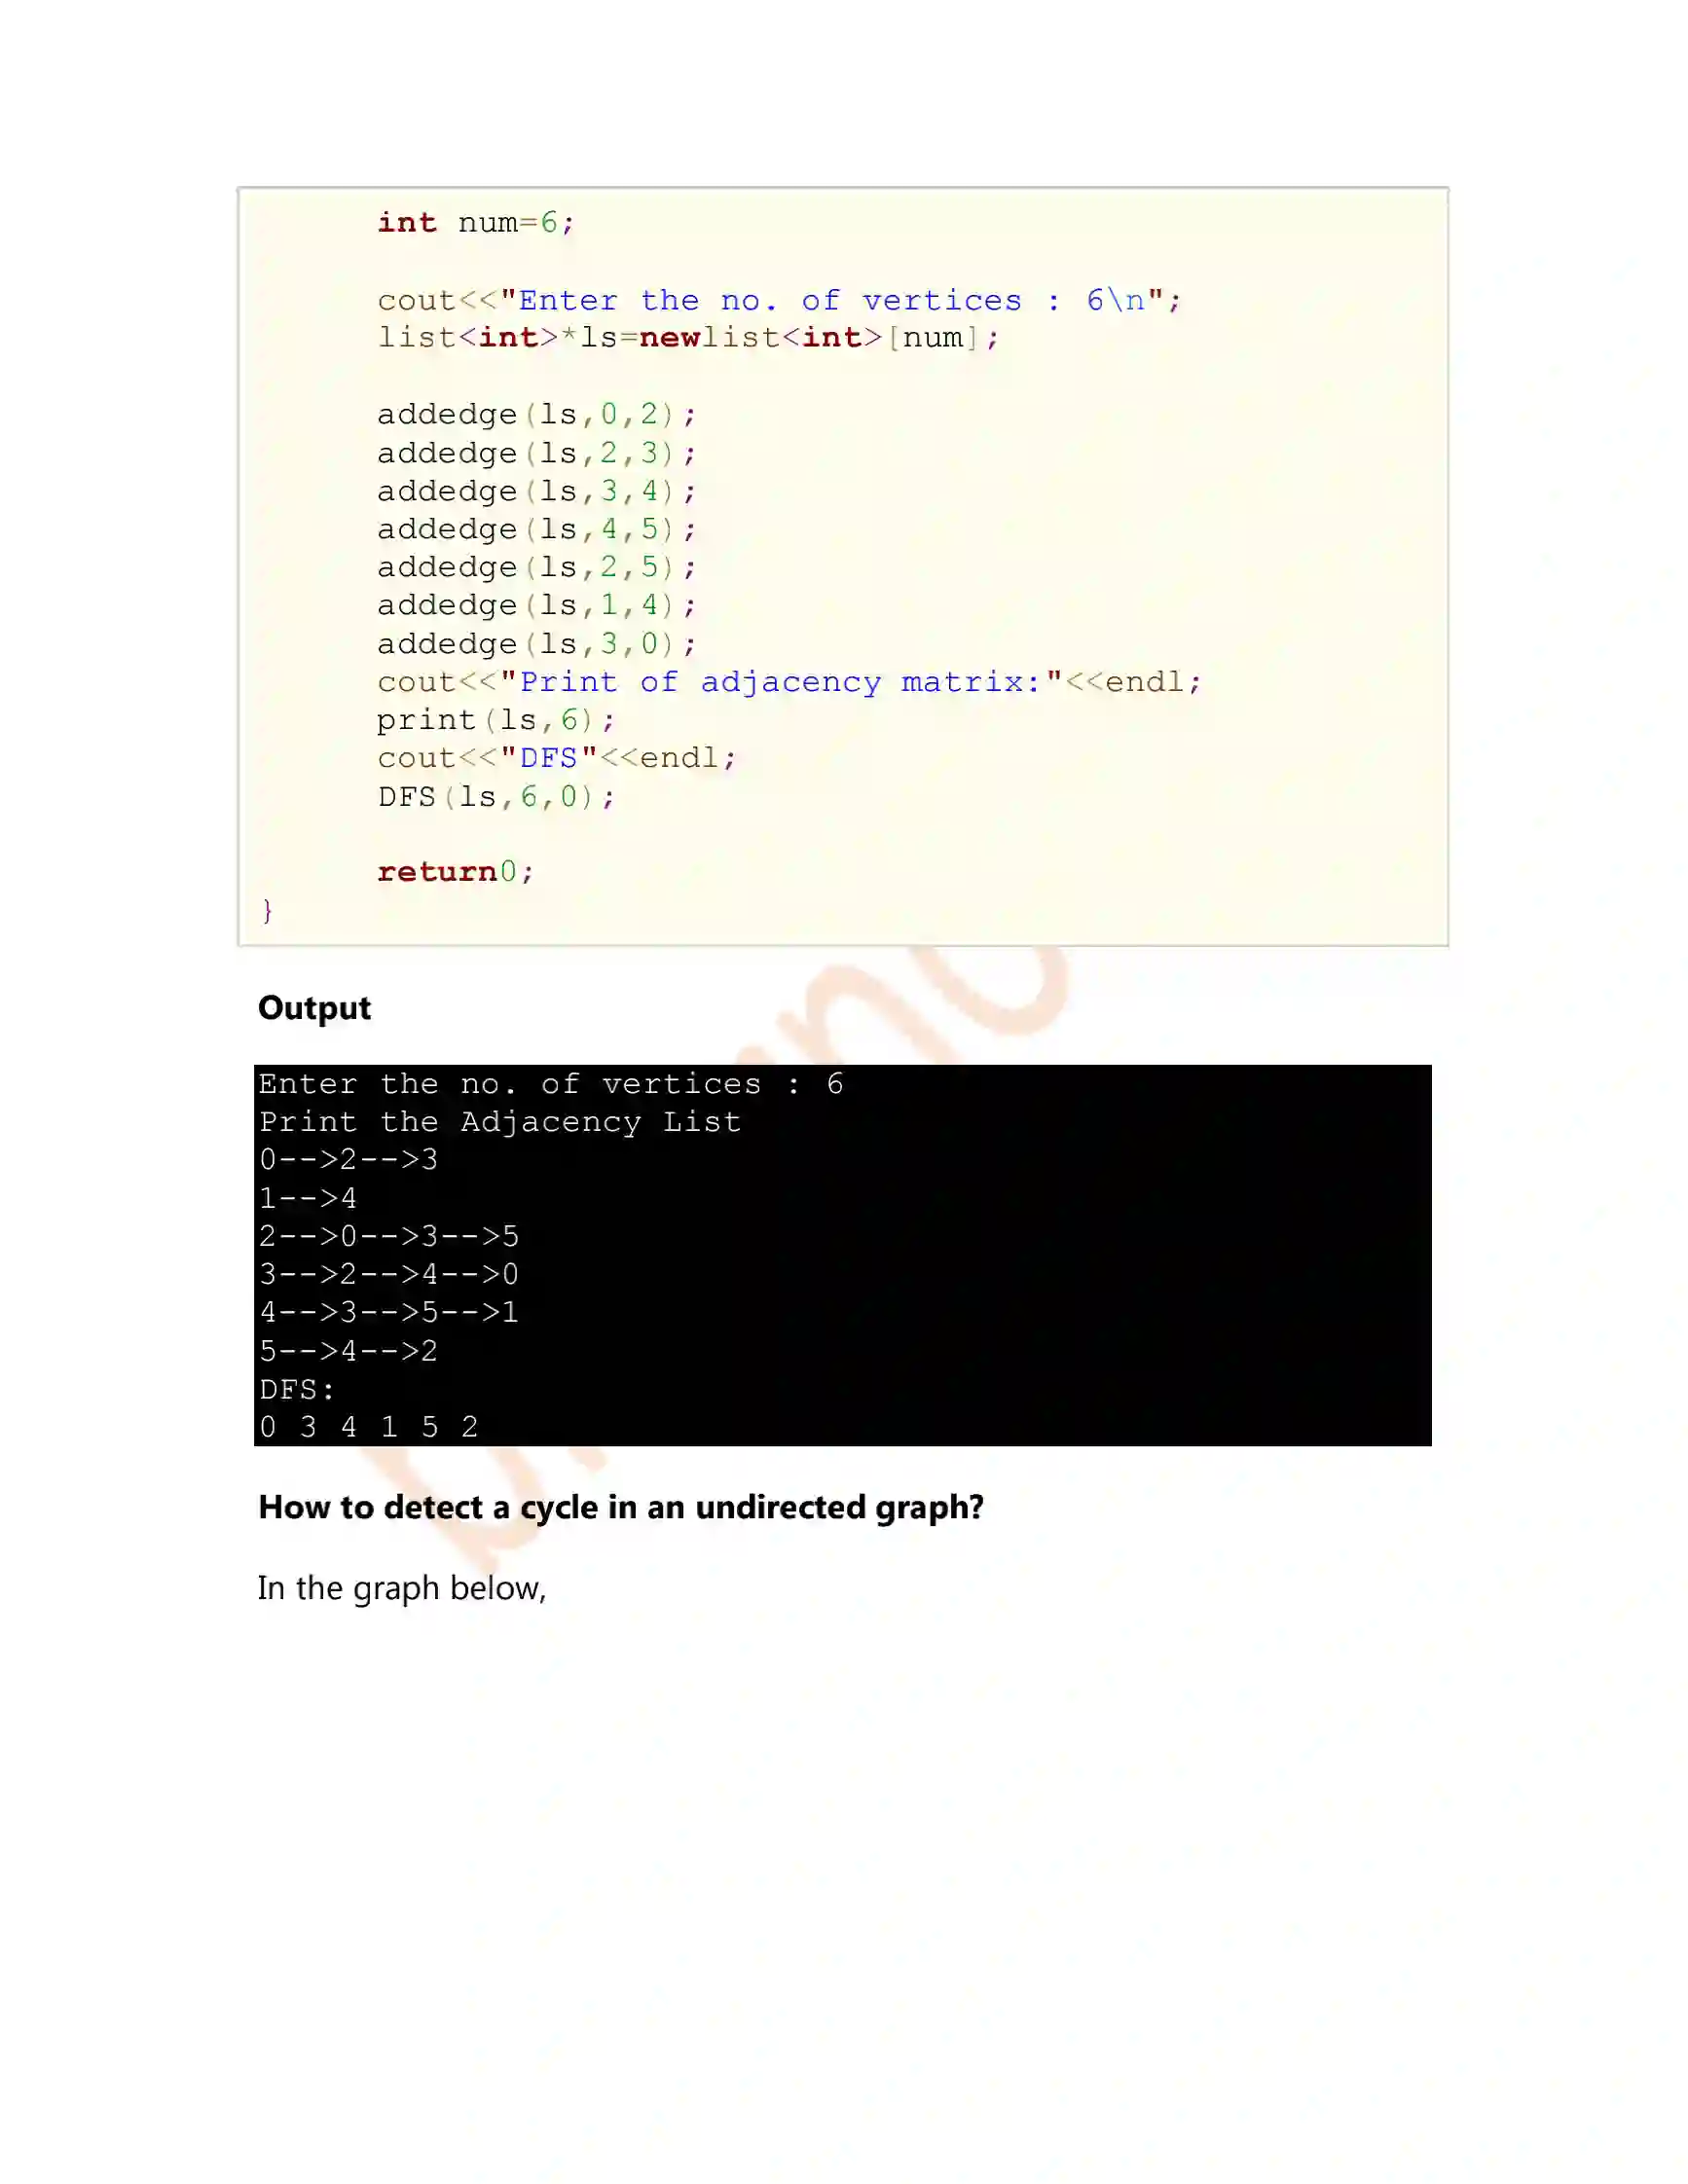 int num=6;
cout<<"Enter the no. of vertices : 6\n";
list<int>*ls=newlist<int>[num];
addedge(ls,0,2);
addedge(ls,2,3);
addedge(ls,3,4);
addedge(ls,4,5);
addedge(ls,2,5);
addedge(ls,1,4);
addedge(ls,3,0);
cout<<"Print of adjacency matrix:"<<endl;
print(ls,6);
cout<<"DFS"<<endl;
DFS(ls,6,0);
return0;
}
Output
Enter the no. of vertices : 6
Print the Adjacency List
0-->2-->3
1-->4
2-->0-->3-->5
3-->2-->4-->0
4-->3-->5-->1
5-->4-->2
DFS:
0 3 4 1 5 2
How to detect a cycle in an undirected graph?
In the graph below,